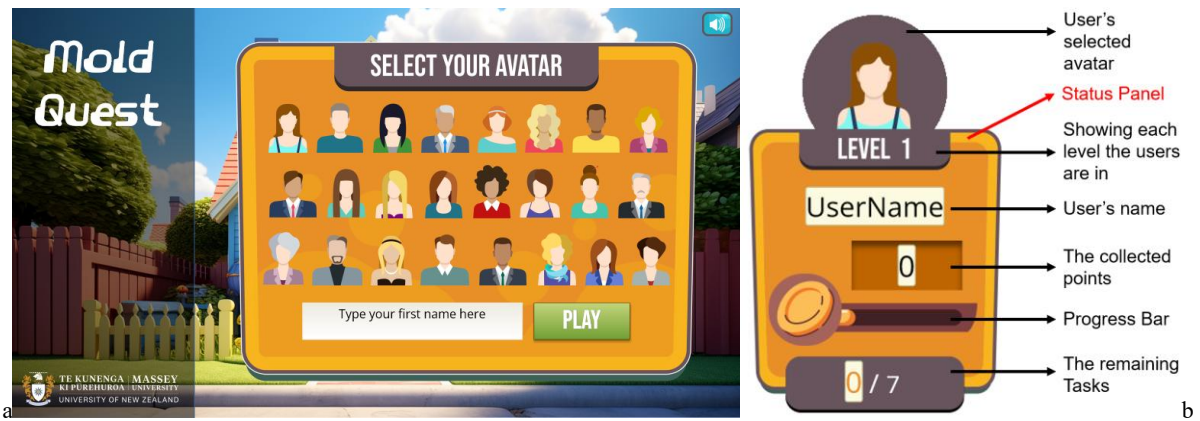 Mold
Quest
SELECT YOUR AVATAR
Type your first name here
PLAY
TE KUNENGA | MASSEY
KI PŪREHUROA | UNIVERSITY
UNIVERSITY OF NEW ZEALAND
a
LEVEL 1
UserName
0
0 / 7
User's
selected
avatar
Status Panel
Showing each
level the users
are in
User's name
The collected
points
Progress Bar
The remaining
Tasks
b